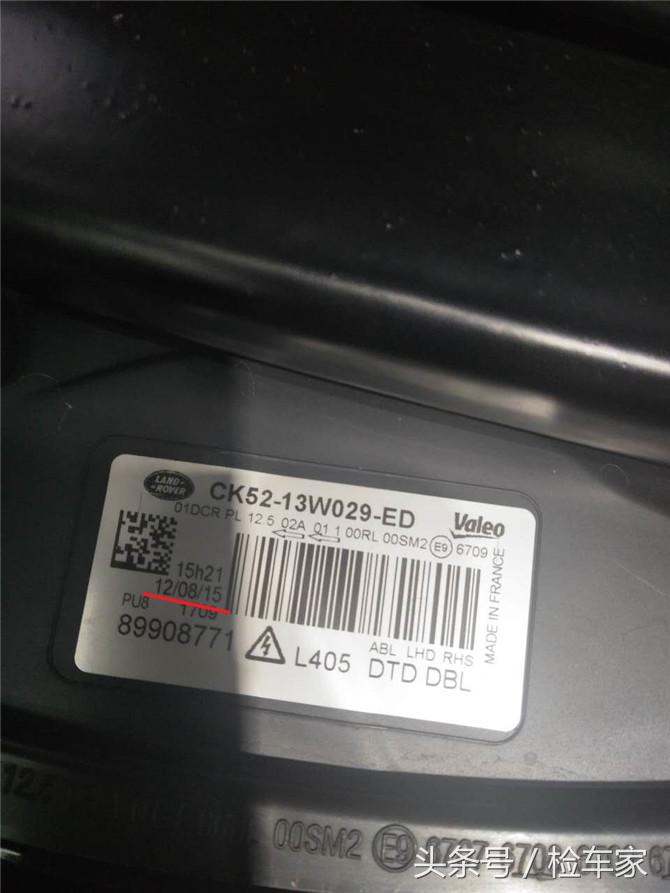 LAND-
-ROVER
CK52-13W029-ED
Valeo
01DCR PL 12.5 02A 01 1 00RL 00SM2 E9 6709
15h21
12/08/15
PU8 1709
89908771
L405
ABL LHD RHS
DTD DBL
MADE IN FRANCE
00SM2 E9
头条号／检车家